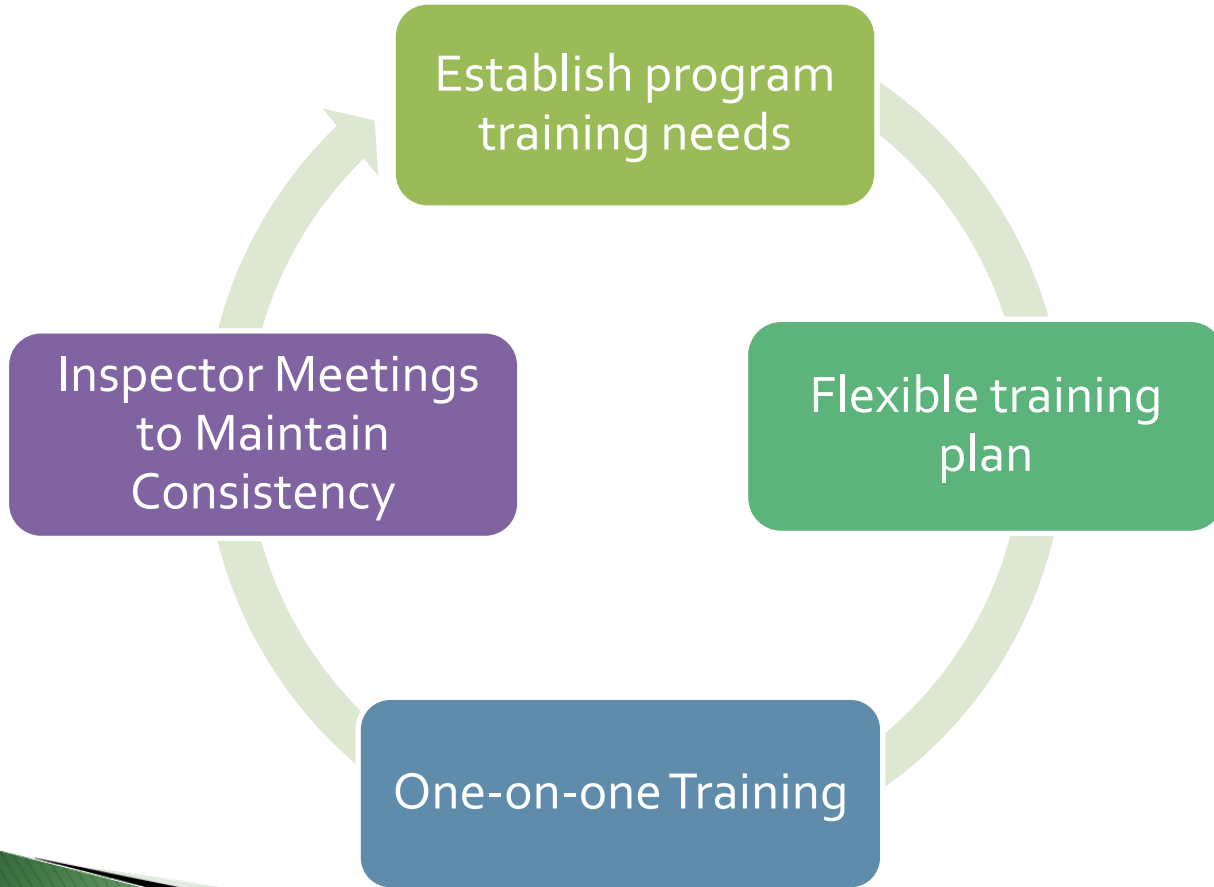 Establish program
training needs
Flexible training
plan
One-on-one Training
Inspector Meetings
to Maintain
Consistency